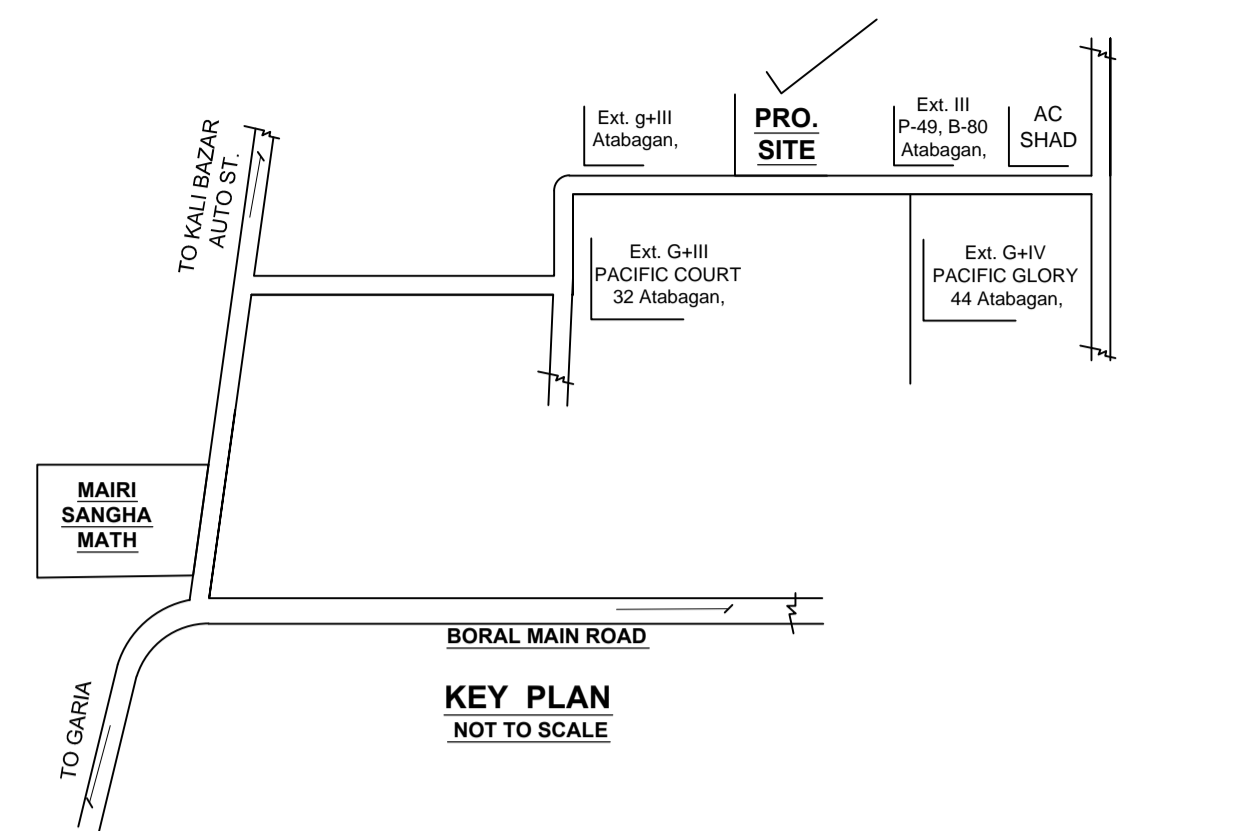 Ext. g+III
Atabagan,
PRO.
SITE
Ext. III
P-49, B-80
Atabagan,
AC
SHAD
TO KALI BAZAR
AUTO ST.
Ext. G+III
PACIFIC COURT
32 Atabagan,
Ext. G+IV
PACIFIC GLORY
44 Atabagan,
MAIRI
SANGHA
MATH
BORAL MAIN ROAD
TO GARIA
KEY PLAN
NOT TO SCALE